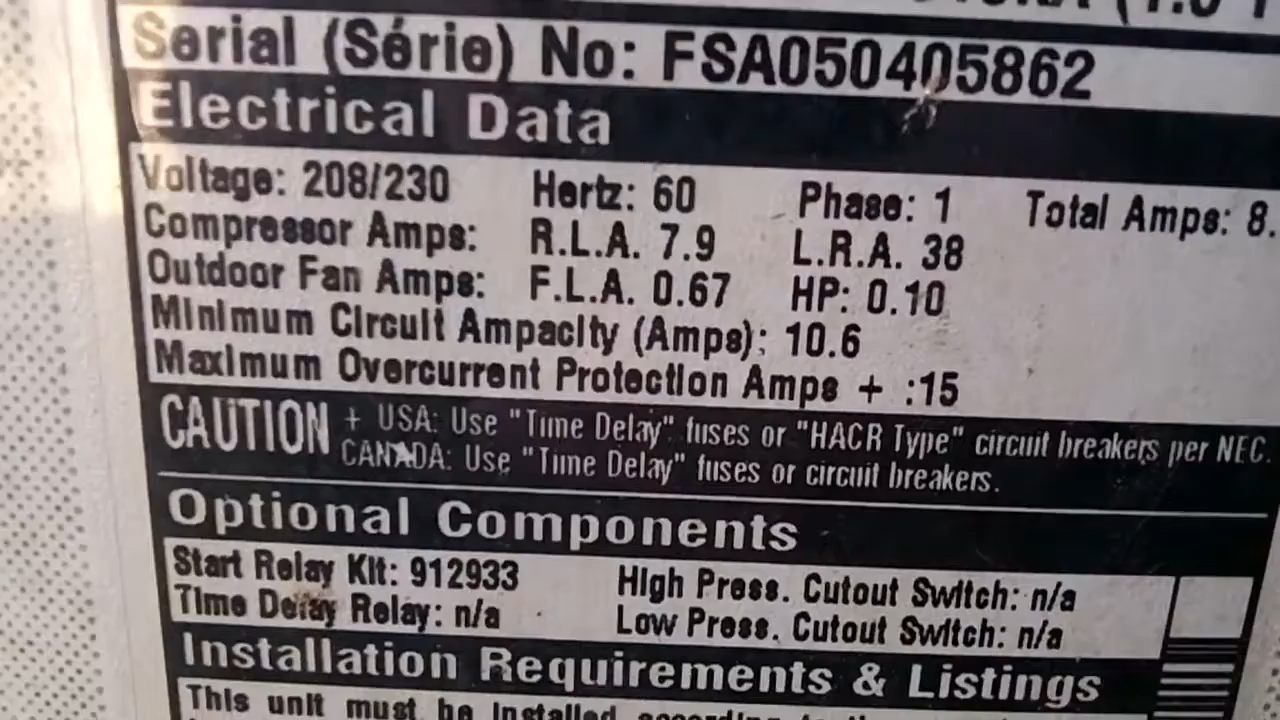 Serial (Série) No: FSA050405862
Electrical Data
Voltage: 208/230 Hertz: 60 Phase: 1 Total Amps: 8.
Compressor Amps: R.L.A. 7.9 L.R.A. 38
Outdoor Fan Amps: F.L.A. 0.67 HP: 0.10
Minimum Circuit Ampacity (Amps): 10.6
Maximum Overcurrent Protection Amps + :15
CAUTION + USA: Use "Time Delay" fuses or "HACR Type" circuit breakers per NEC.
CANADA: Use "Time Delay" fuses or circuit breakers.
Optional Components
Start Relay Kit: 912933 High Press. Cutout Switch: n/a
Time Delay Relay: n/a Low Press. Cutout Switch: n/a
Installation Requirements & Listings
This unit must be installed according to the